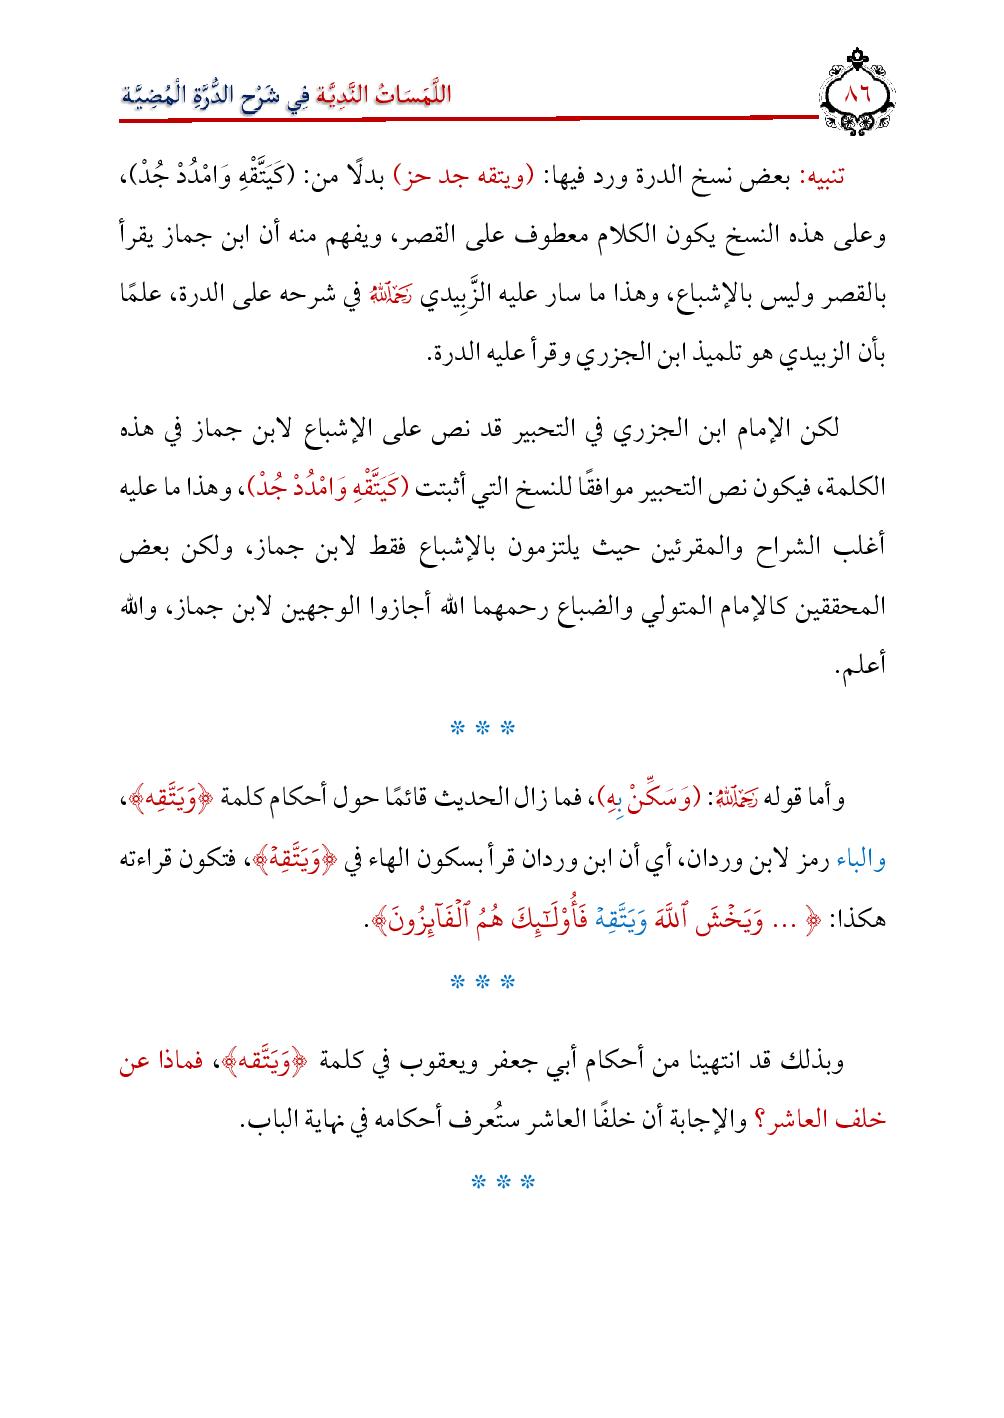 اللَّمَسَاتُ النَّدِيَّة فِي شَرْح الدُّرَّةِ الْمُضِيَّة
٨٦
تنبيه: بعض نسخ الدرة ورد فيها: (ويتقه جد حز) بدلًا من: (كَيَتَّقْهِ وَامْدُدْ جُدْ)،
وعلى هذه النسخ يكون الكلام معطوف على القصر، ويفهم منه أن ابن جماز يقرأ
بالقصر وليس بالإشباع، وهذا ما سار عليه الزَّبِيدي رَحِمَهُ اللَّهُ في شرحه على الدرة، علمًا
بأن الزبيدي هو تلميذ ابن الجزري وقرأ عليه الدرة.
لكن الإمام ابن الجزري في التحبير قد نص على الإشباع لابن جماز في هذه
الكلمة، فيكون نص التحبير موافقًا للنسخ التي أثبتت (كَيَتَّقْهِ وَامْدُدْ جُدْ)، وهذا ما عليه
أغلب الشراح والمقرئين حيث يلتزمون بالإشباع فقط لابن جماز، ولكن بعض
المحققين كالإمام المتولي والضباع رحمهما الله أجازوا الوجهين لابن جماز، والله
أعلم.
* * *
وأما قوله رَحِمَهُ اللَّهُ: (وَسَكِّنْ بِهِ)، فما زال الحديث قائمًا حول أحكام كلمة ﴿وَيَتَّقِه﴾،
والباء رمز لابن وردان، أي أن ابن وردان قرأ بسكون الهاء في ﴿وَيَتَّقِهۡ﴾، فتكون قراءته
هكذا: ﴿ ... وَيَخۡشَ ٱللَّهَ وَيَتَّقِهۡ فَأُوْلَـٰٓئِكَ هُمُ ٱلۡفَآئِزُونَ﴾.
* * *
وبذلك قد انتهينا من أحكام أبي جعفر ويعقوب في كلمة ﴿وَيَتَّقه﴾، فماذا عن
خلف العاشر؟ والإجابة أن خلفًا العاشر ستُعرف أحكامه في نهاية الباب.
* * *